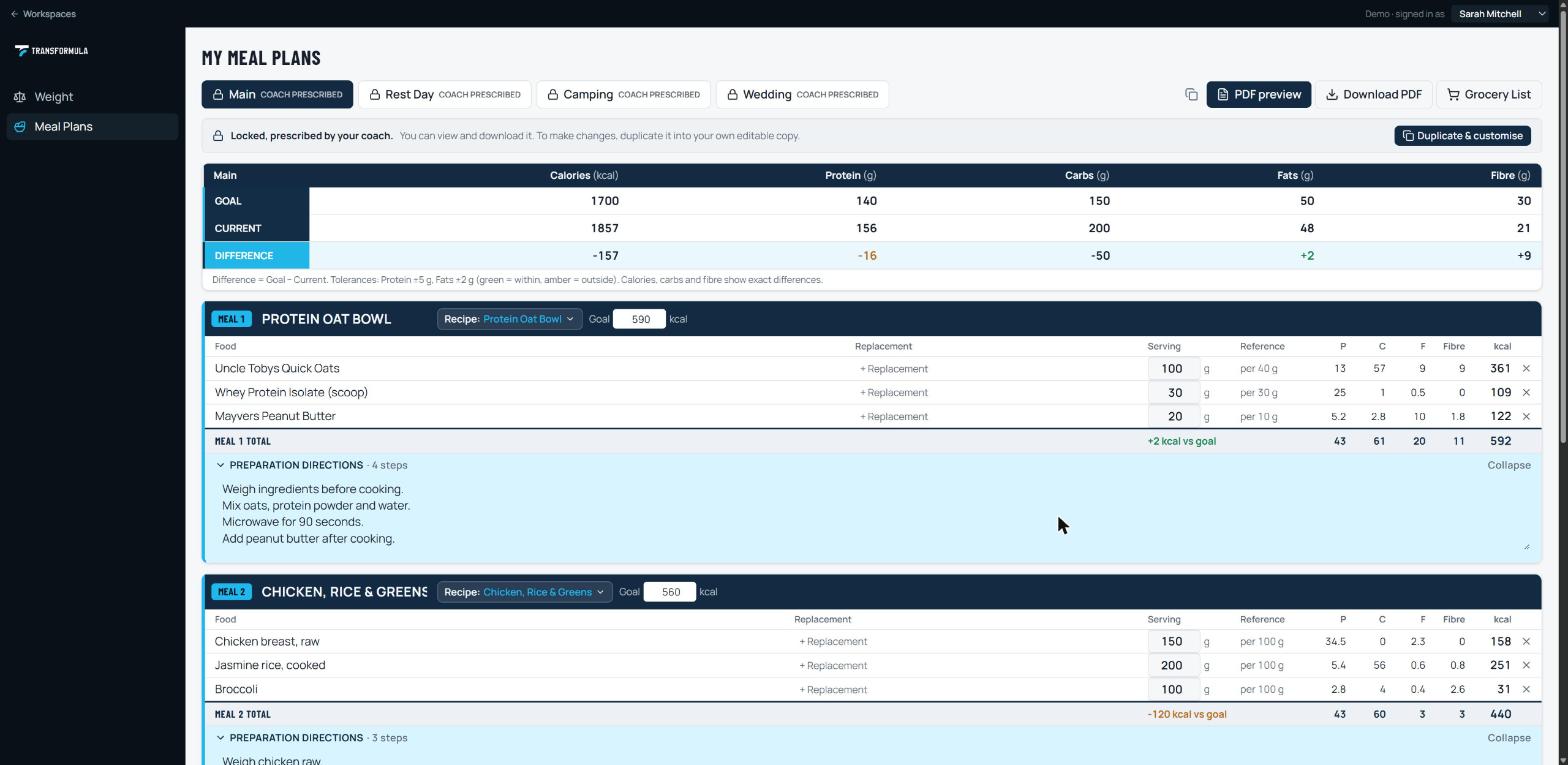 ← Workspaces
Demo · signed in as Sarah Mitchell
TRANSFORMULA
Weight
Meal Plans
MY MEAL PLANS
Main COACH PRESCRIBED
Rest Day COACH PRESCRIBED
Camping COACH PRESCRIBED
Wedding COACH PRESCRIBED
PDF preview
Download PDF
Grocery List
Locked, prescribed by your coach. You can view and download it. To make changes, duplicate it into your own editable copy.
Duplicate & customise
Main Calories (kcal) Protein (g) Carbs (g) Fats (g) Fibre (g)
GOAL 1700 140 150 50 30
CURRENT 1857 156 200 48 21
DIFFERENCE -157 -16 -50 +2 +9
Difference = Goal − Current. Tolerances: Protein ±5 g, Fats ±2 g (green = within, amber = outside). Calories, carbs and fibre show exact differences.
MEAL 1 PROTEIN OAT BOWL Recipe: Protein Oat Bowl Goal 590 kcal
Food Replacement Serving Reference P C F Fibre kcal
Uncle Tobys Quick Oats + Replacement 100 g per 40 g 13 57 9 9 361 ×
Whey Protein Isolate (scoop) + Replacement 30 g per 30 g 25 1 0.5 0 109 ×
Mayvers Peanut Butter + Replacement 20 g per 10 g 5.2 2.8 10 1.8 122 ×
MEAL 1 TOTAL +2 kcal vs goal 43 61 20 11 592
PREPARATION DIRECTIONS · 4 steps Collapse
Weigh ingredients before cooking.
Mix oats, protein powder and water.
Microwave for 90 seconds.
Add peanut butter after cooking.
MEAL 2 CHICKEN, RICE & GREENS Recipe: Chicken, Rice & Greens Goal 560 kcal
Food Replacement Serving Reference P C F Fibre kcal
Chicken breast, raw + Replacement 150 g per 100 g 34.5 0 2.3 0 158 ×
Jasmine rice, cooked + Replacement 200 g per 100 g 5.4 56 0.6 0.8 251 ×
Broccoli + Replacement 100 g per 100 g 2.8 4 0.4 2.6 31 ×
MEAL 2 TOTAL -120 kcal vs goal 43 60 3 3 440
PREPARATION DIRECTIONS · 3 steps Collapse
Weigh chicken raw